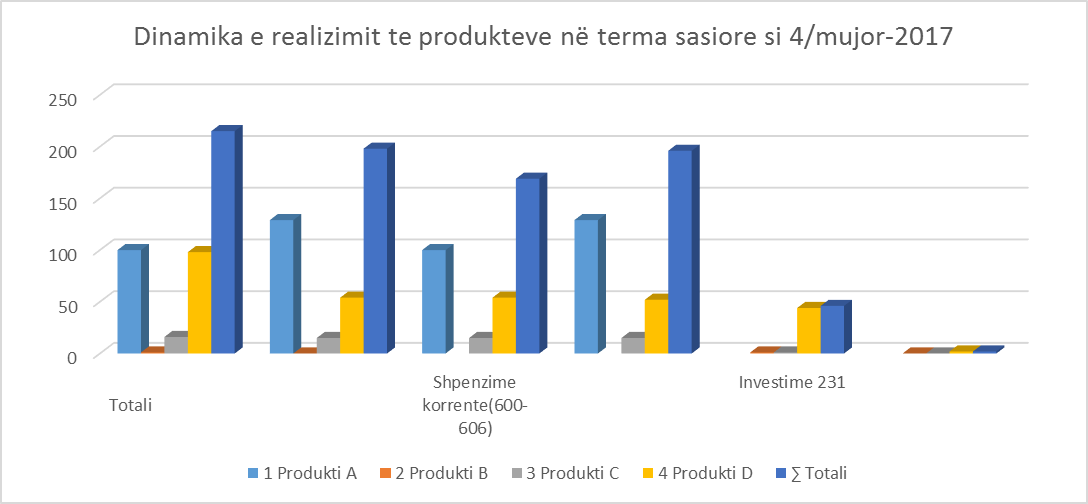 Dinamika e realizimit te produkteve në terma sasiore si 4/mujor-2017
250
200
150
100
50
0
Totali
Shpenzime
korrente(600-
606)
Investime 231
1 Produkti A
2 Produkti B
3 Produkti C
4 Produkti D
∑ Totali